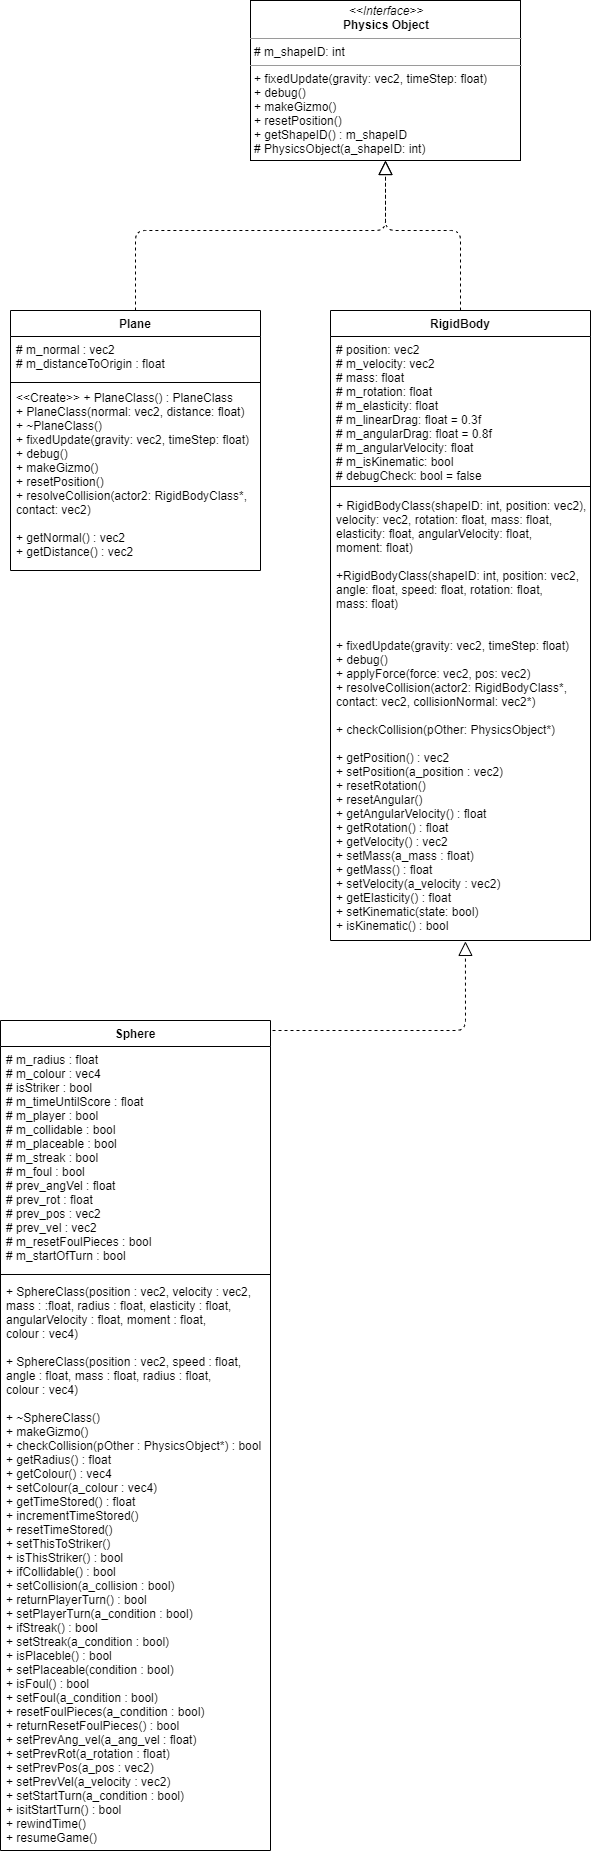 <<Interface>>
Physics Object
# m_shapeID: int
+ fixedUpdate(gravity: vec2, timeStep: float)
+ debug()
+ makeGizmo()
+ resetPosition()
+ getShapeID() : m_shapeID
# PhysicsObject(a_shapeID: int)
Plane
# m_normal : vec2
# m_distanceToOrigin : float
<<Create>> + PlaneClass() : PlaneClass
+ PlaneClass(normal: vec2, distance: float)
+ ~PlaneClass()
+ fixedUpdate(gravity: vec2, timeStep: float)
+ debug()
+ makeGizmo()
+ resetPosition()
+ resolveCollision(actor2: RigidBodyClass*,
contact: vec2)
+ getNormal() : vec2
+ getDistance() : vec2
RigidBody
# position: vec2
# m_velocity: vec2
# mass: float
# m_rotation: float
# m_elasticity: float
# m_linearDrag: float = 0.3f
# m_angularDrag: float = 0.8f
# m_angularVelocity: float
# m_isKinematic: bool
# debugCheck: bool = false
+ RigidBodyClass(shapeID: int, position: vec2),
velocity: vec2, rotation: float, mass: float,
elasticity: float, angularVelocity: float,
moment: float)
+RigidBodyClass(shapeID: int, position: vec2,
angle: float, speed: float, rotation: float,
mass: float)
+ fixedUpdate(gravity: vec2, timeStep: float)
+ debug()
+ applyForce(force: vec2, pos: vec2)
+ resolveCollision(actor2: RigidBodyClass*,
contact: vec2, collisionNormal: vec2*)
+ checkCollision(pOther: PhysicsObject*)
+ getPosition() : vec2
+ setPosition(a_position : vec2)
+ resetRotation()
+ resetAngular()
+ getAngularVelocity() : float
+ getRotation() : float
+ getVelocity() : vec2
+ setMass(a_mass : float)
+ getMass() : float
+ setVelocity(a_velocity : vec2)
+ getElasticity() : float
+ setKinematic(state: bool)
+ isKinematic() : bool
Sphere
# m_radius : float
# m_colour : vec4
# isStriker : bool
# m_timeUntilScore : float
# m_player : bool
# m_collidable : bool
# m_placeable : bool
# m_streak : bool
# m_foul : bool
# prev_angVel : float
# prev_rot : float
# prev_pos : vec2
# prev_vel : vec2
# m_resetFoulPieces : bool
# m_startOfTurn : bool
+ SphereClass(position : vec2, velocity : vec2,
mass : :float, radius : float, elasticity : float,
angularVelocity : float, moment : float,
colour : vec4)
+ SphereClass(position : vec2, speed : float,
angle : float, mass : float, radius : float,
colour : vec4)
+ ~SphereClass()
+ makeGizmo()
+ checkCollision(pOther : PhysicsObject*) : bool
+ getRadius() : float
+ getColour() : vec4
+ setColour(a_colour : vec4)
+ getTimeStored() : float
+ incrementTimeStored()
+ resetTimeStored()
+ setThisToStriker()
+ isThisStriker() : bool
+ ifCollidable() : bool
+ setCollision(a_collision : bool)
+ returnPlayerTurn() : bool
+ setPlayerTurn(a_condition : bool)
+ ifStreak() : bool
+ setStreak(a_condition : bool)
+ isPlaceble() : bool
+ setPlaceable(condition : bool)
+ isFoul() : bool
+ setFoul(a_condition : bool)
+ resetFoulPieces(a_condition : bool)
+ returnResetFoulPieces() : bool
+ setPrevAng_vel(a_ang_vel : float)
+ setPrevRot(a_rotation : float)
+ setPrevPos(a_pos : vec2)
+ setPrevVel(a_velocity : vec2)
+ setStartTurn(a_condition : bool)
+ isitStartTurn() : bool
+ rewindTime()
+ resumeGame()